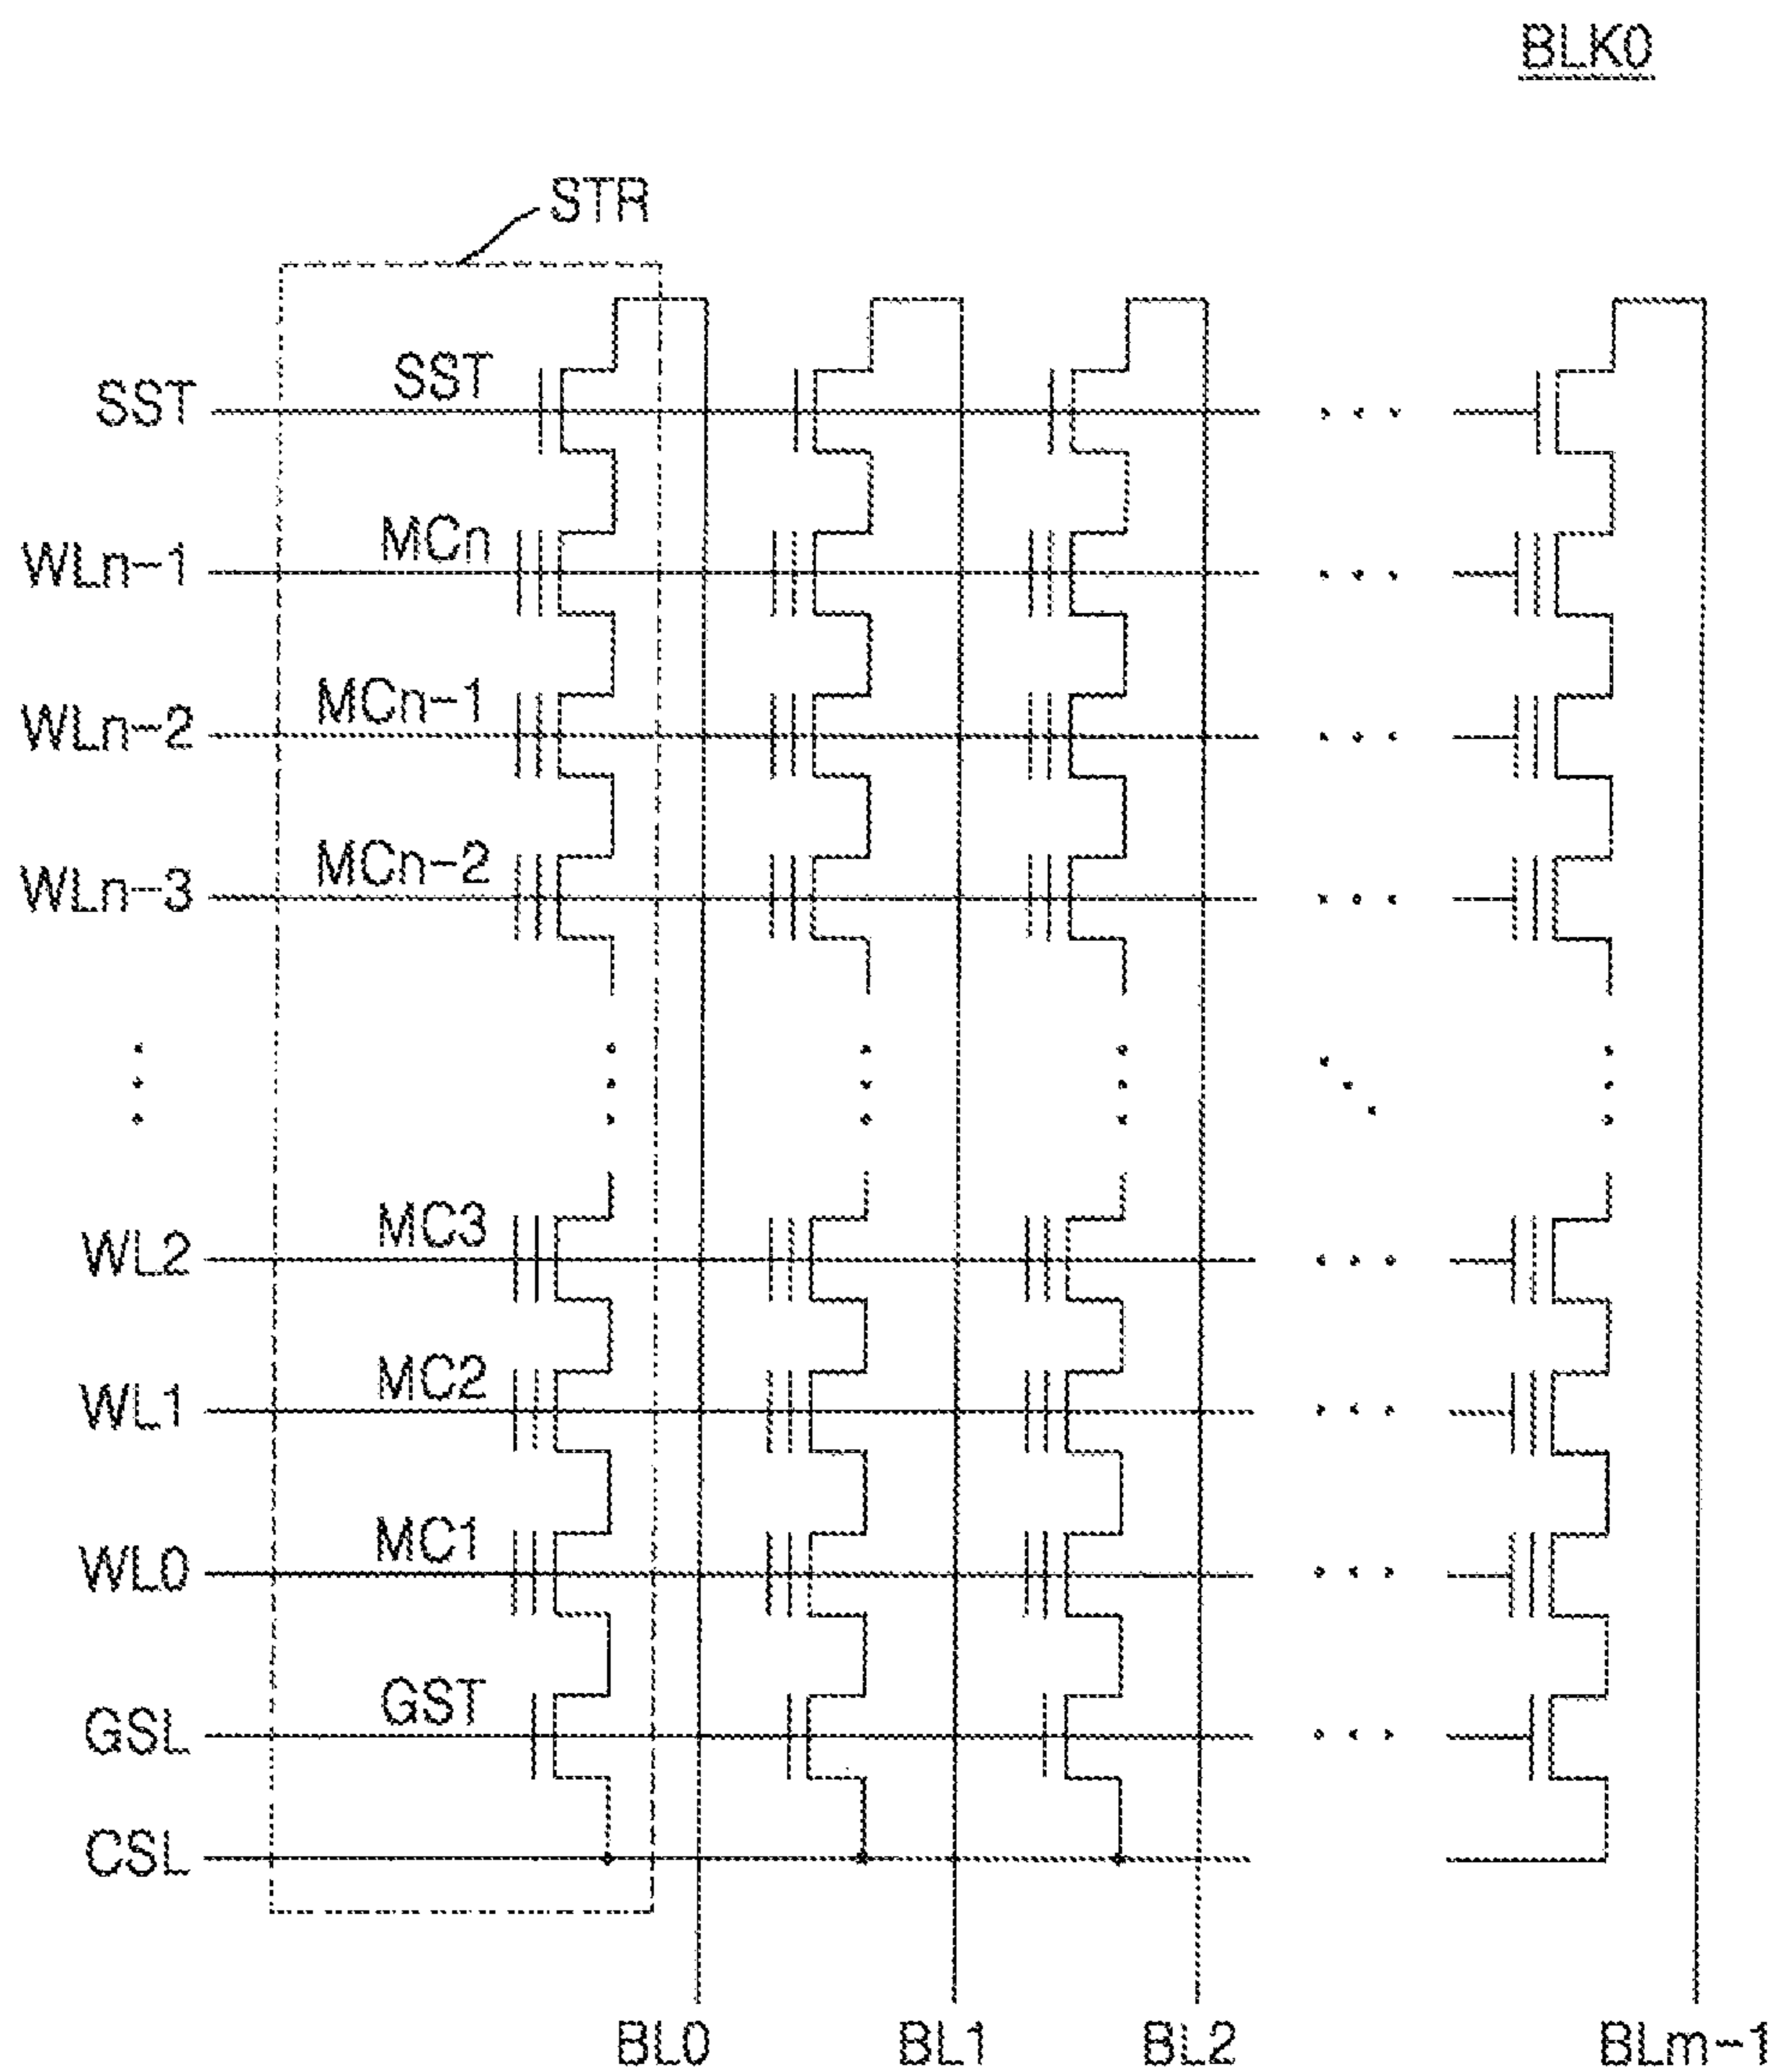 BLK0
STR
SST SST
WLn-1 MCn
WLn-2 MCn-1
WLn-3 MCn-2
WL2 MC3
WL1 MC2
WL0 MC1
GSL GST
CSL
BL0 BL1 BL2 BLm-1